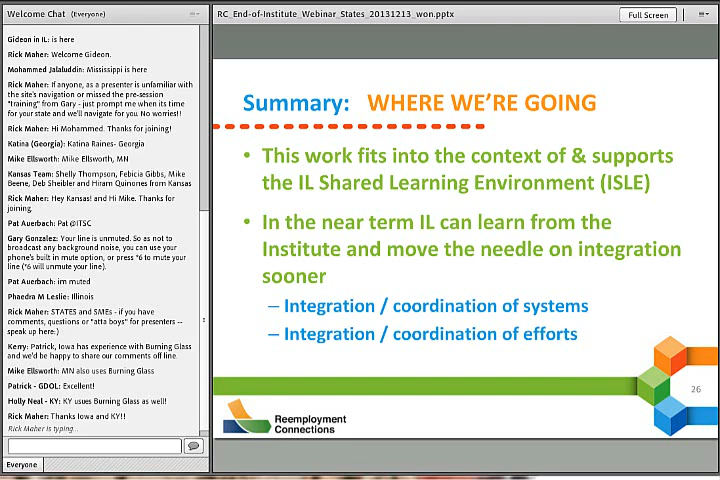 Welcome Chat (Everyone)
Gideon in IL: is here
Rick Maher: Welcome Gideon.
Mohammed Jalaluddin: Mississippi is here
Rick Maher: If anyone, as a presenter is unfamiliar with
the site's navigation or missed the pre-session
"training" from Gary - just prompt me when its time
for your state and we'll navigate for you. No worries!!
Rick Maher: Hi Mohammed. Thanks for joining!
Katina (Georgia): Katina Raines- Georgia
Mike Ellsworth: Mike Ellsworth, MN
Kansas Team: Shelly Thompson, Febicia Gibbs, Mike
Beene, Deb Sheibler and Hiram Quinones from Kansas
Rick Maher: Hey Kansas! and Hi Mike. Thanks for
joining.
Pat Auerbach: Pat @ITSC
Gary Gonzalez: Your line is unmuted. So as not to
broadcast any background noise, you can use your
phone's built in mute option, or press *6 to mute your
line (*6 will unmute your line).
Pat Auerbach: im muted
Phaedra M Leslie: Illinois
Rick Maher: STATES and SMEs - if you have
comments, questions or "atta boys" for presenters --
speak up here:)
Kerry: Patrick, Iowa has experience with Burning Glass
and we'd be happy to share our comments off line.
Mike Ellsworth: MN also uses Burning Glass
Patrick - GDOL: Excellent!
Holly Neal - KY: KY usues Burning Glass as well!
Rick Maher: Thanks Iowa and KY!!
Rick Maher is typing...
Everyone
RC_End-of-Institute_Webinar_States_20131213_won.pptx
Full Screen
Summary: WHERE WE'RE GOING
• This work fits into the context of & supports
the IL Shared Learning Environment (ISLE)
• In the near term IL can learn from the
Institute and move the needle on integration
sooner
– Integration / coordination of systems
– Integration / coordination of efforts
26
Reemployment
Connections